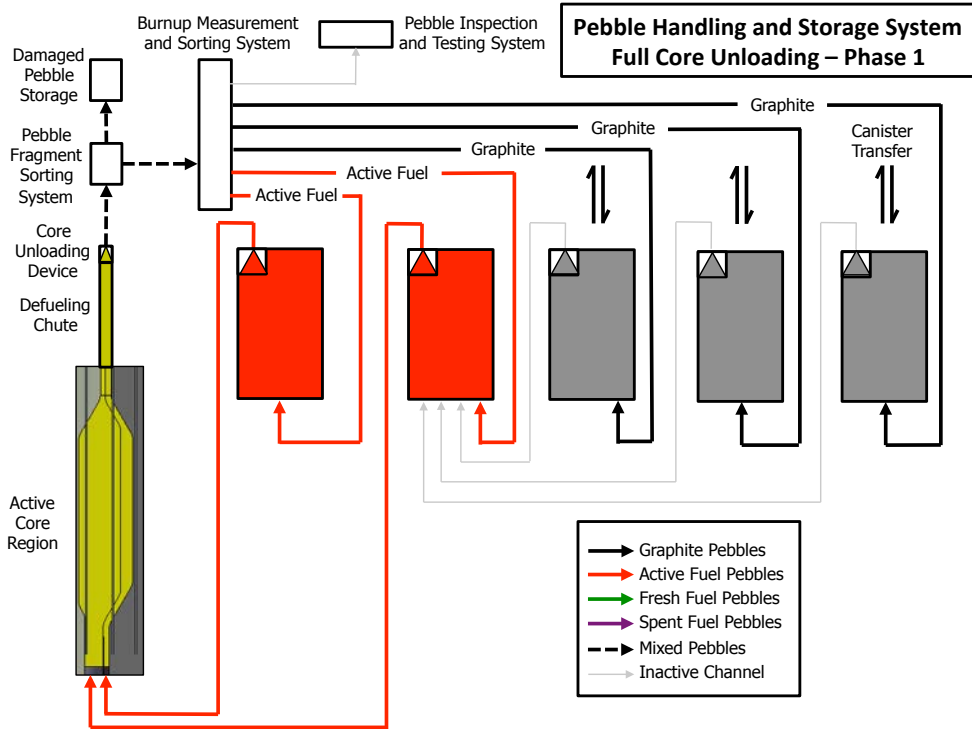 Pebble Handling and Storage System
Full Core Unloading – Phase 1
Burnup Measurement
and Sorting System
Pebble Inspection
and Testing System
Damaged
Pebble
Storage
Pebble
Fragment
Sorting
System
Core
Unloading
Device
Defueling
Chute
Active
Core
Region
Graphite
Graphite
Graphite
Active Fuel
Active Fuel
Canister
Transfer
Graphite Pebbles
Active Fuel Pebbles
Fresh Fuel Pebbles
Spent Fuel Pebbles
Mixed Pebbles
Inactive Channel